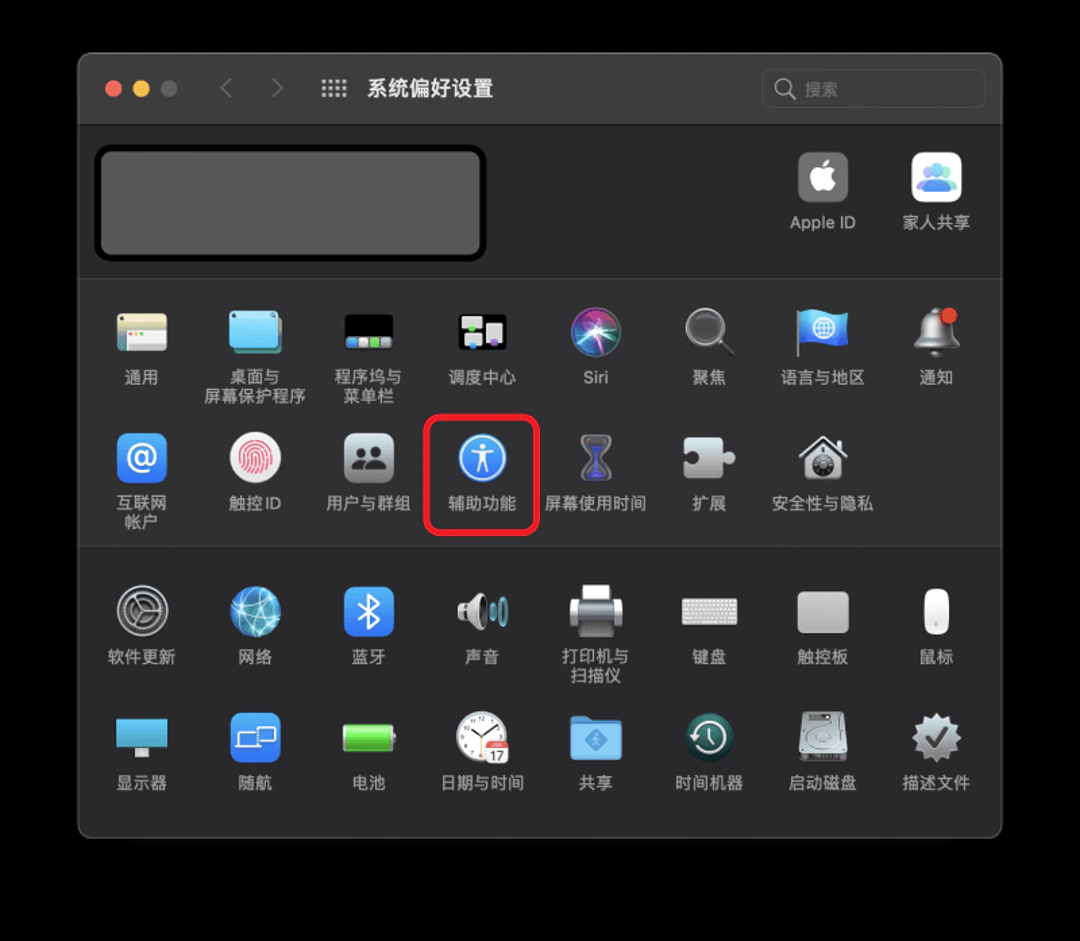 系统偏好设置
搜索
Apple ID
家人共享
通用
桌面与
屏幕保护程序
程序坞与
菜单栏
调度中心
Siri
聚焦
语言与地区
通知
互联网
帐户
触控 ID
用户与群组
辅助功能
屏幕使用时间
扩展
安全性与隐私
软件更新
网络
蓝牙
声音
打印机与
扫描仪
键盘
触控板
鼠标
显示器
随航
电池
日期与时间
共享
时间机器
启动磁盘
描述文件